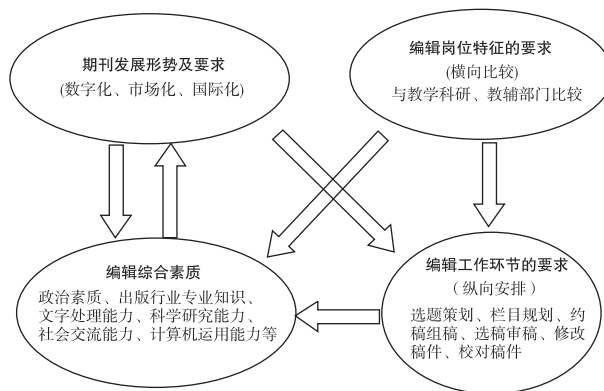 期刊发展形势及要求
(数字化、市场化、国际化)
编辑岗位特征的要求
(横向比较)
与教学科研、教辅部门比较
编辑综合素质
政治素质、出版行业专业知识、
文字处理能力、科学研究能力、
社会交流能力、计算机运用能力等
编辑工作环节的要求
(纵向安排)
选题策划、栏目规划、约
稿组稿、选稿审稿、修改
稿件、校对稿件